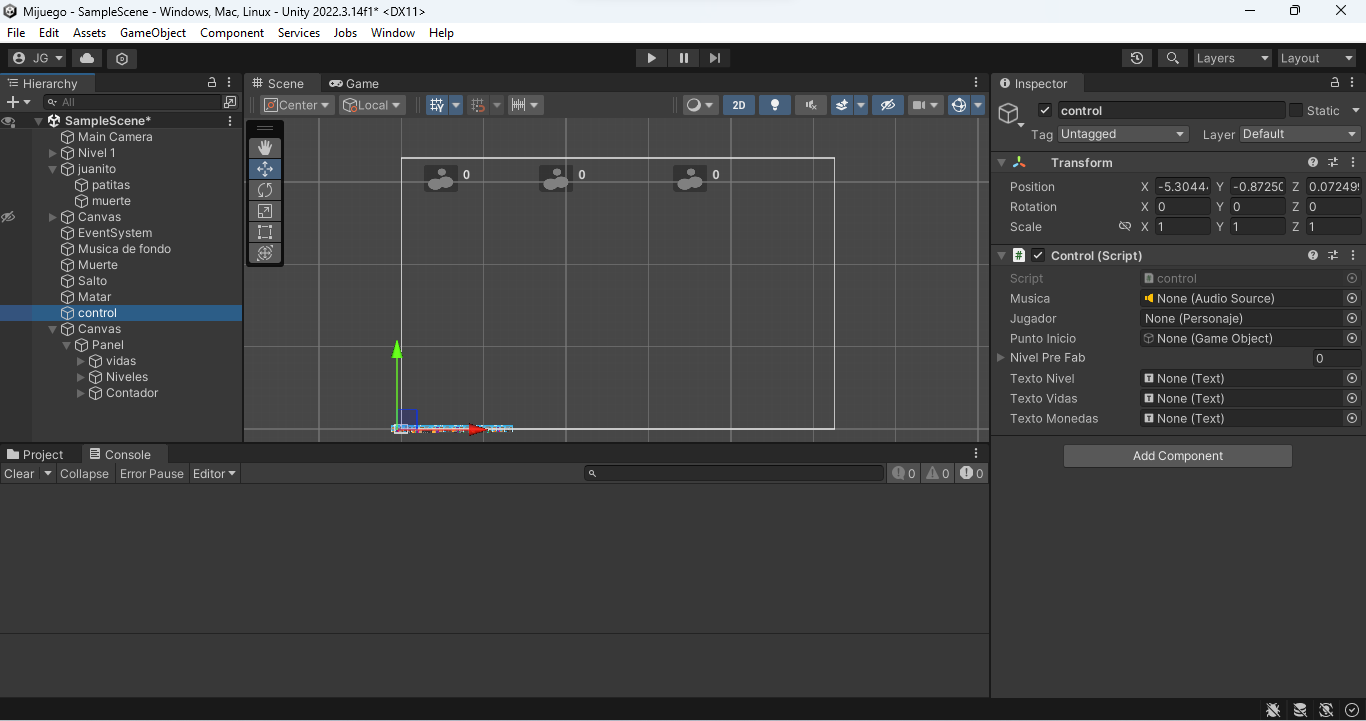 Mijuego - SampleScene - Windows, Mac, Linux - Unity 2022.3.14f1* <DX11>
File Edit Assets GameObject Component Services Jobs Window Help
JG Layers Layout
Hierarchy
All
SampleScene*
Main Camera
Nivel 1
juanito
patitas
muerte
Canvas
EventSystem
Musica de fondo
Muerte
Salto
Matar
control
Canvas
Panel
vidas
Niveles
Contador
Scene Game
Center Local 2D
0 0 0
Inspector
control Static
Tag Untagged Layer Default
Transform
Position X -5.3044 Y -0.8725 Z 0.07249
Rotation X 0 Y 0 Z 0
Scale X 1 Y 1 Z 1
# Control (Script)
Script # control
Musica None (Audio Source)
Jugador None (Personaje)
Punto Inicio None (Game Object)
Nivel Pre Fab 0
Texto Nivel T None (Text)
Texto Vidas T None (Text)
Texto Monedas T None (Text)
Add Component
Project Console
Clear Collapse Error Pause Editor 0 0 0